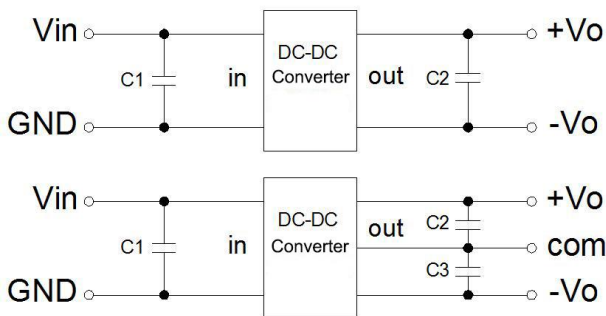 Vin
+Vo
DC-DC
Converter
C1
in
out
C2
GND
-Vo
Vin
+Vo
DC-DC
Converter
out
C2
C1
in
com
C3
GND
-Vo